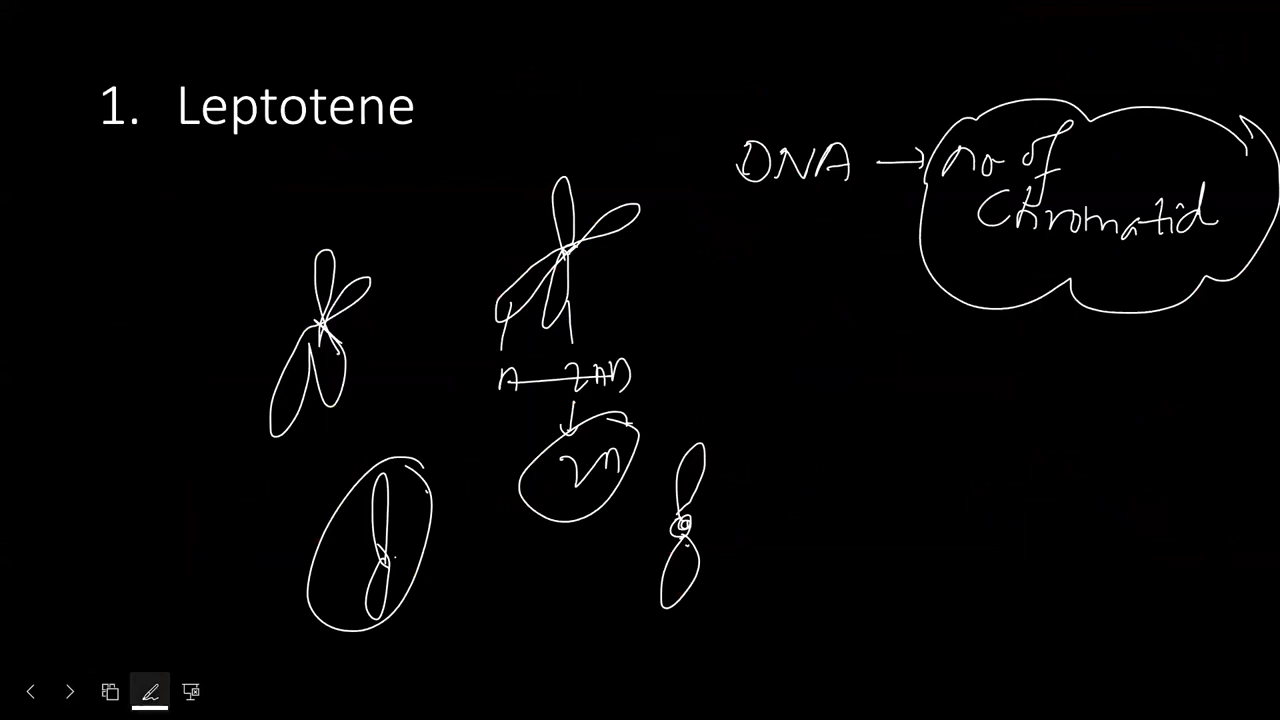 1. Leptotene
DNA → no of
Chromatid
2n